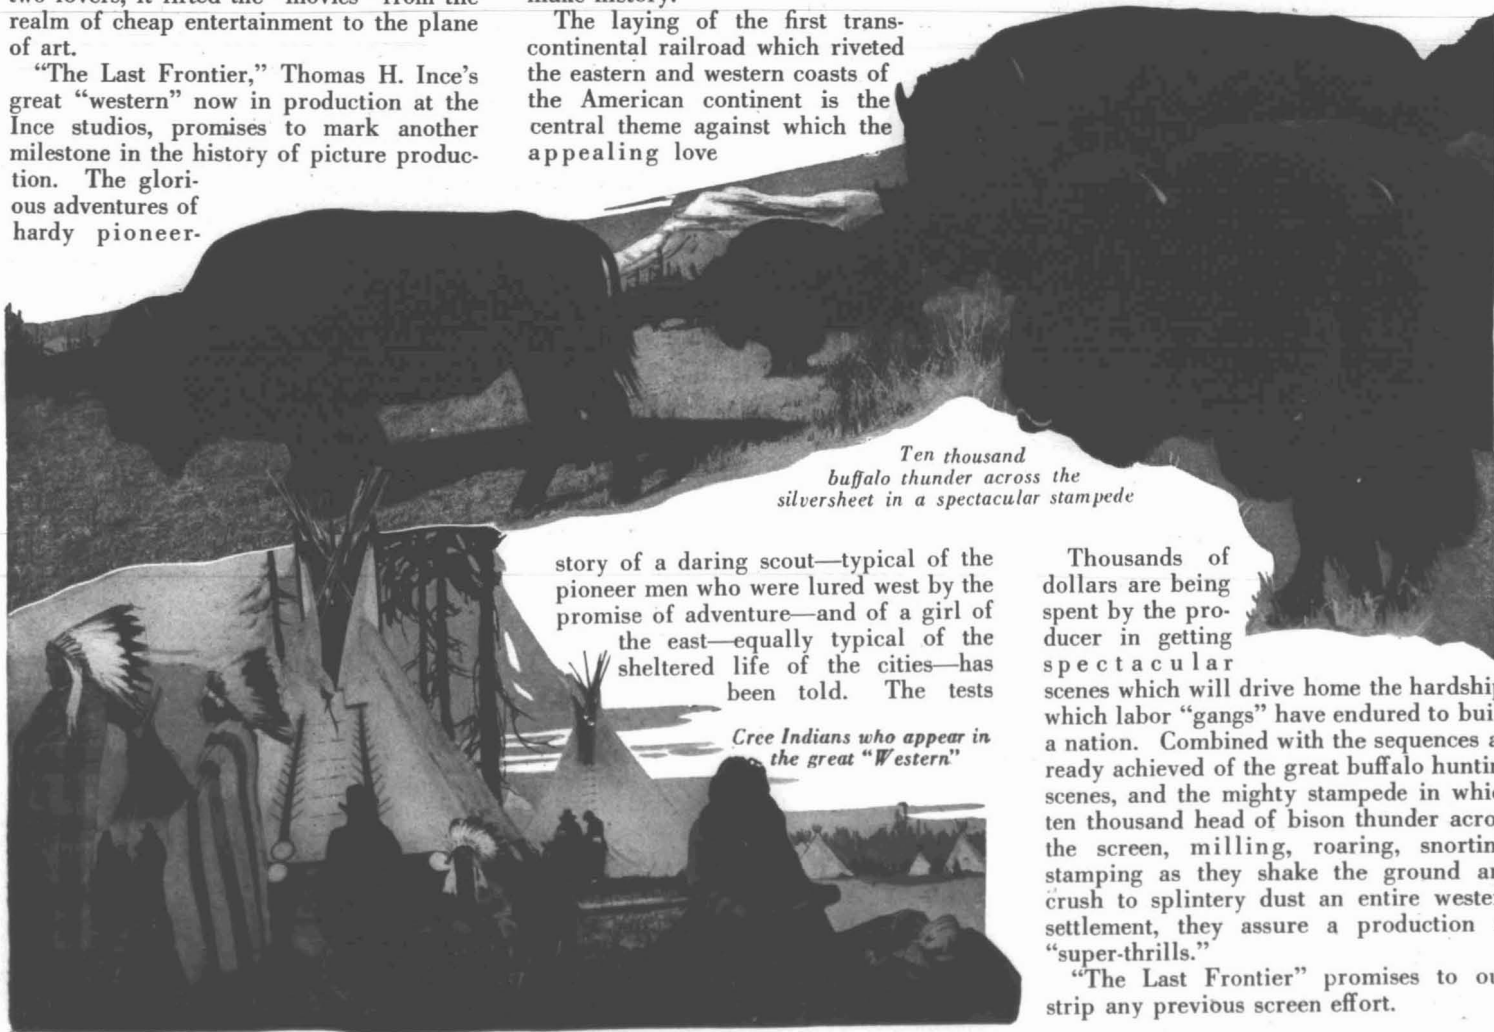 two lovers, it lifted the "movies" from the
realm of cheap entertainment to the plane
of art.
"The Last Frontier," Thomas H. Ince's
great "western" now in production at the
Ince studios, promises to mark another
milestone in the history of picture produc-
tion. The glori-
ous adventures of
hardy pioneer-
make history.
The laying of the first trans-
continental railroad which riveted
the eastern and western coasts of
the American continent is the
central theme against which the
appealing love
Ten thousand
buffalo thunder across the
silversheet in a spectacular stampede
story of a daring scout—typical of the
pioneer men who were lured west by the
promise of adventure—and of a girl of
the east—equally typical of the
sheltered life of the cities—has
been told. The tests
Cree Indians who appear in
the great "Western"
Thousands of
dollars are being
spent by the pro-
ducer in getting
spectacular
scenes which will drive home the hardship
which labor "gangs" have endured to buil
a nation. Combined with the sequences a
ready achieved of the great buffalo huntin
scenes, and the mighty stampede in whic
ten thousand head of bison thunder acro
the screen, milling, roaring, snortin
stamping as they shake the ground an
crush to splintery dust an entire wester
settlement, they assure a production
"super-thrills."
"The Last Frontier" promises to ou
strip any previous screen effort.